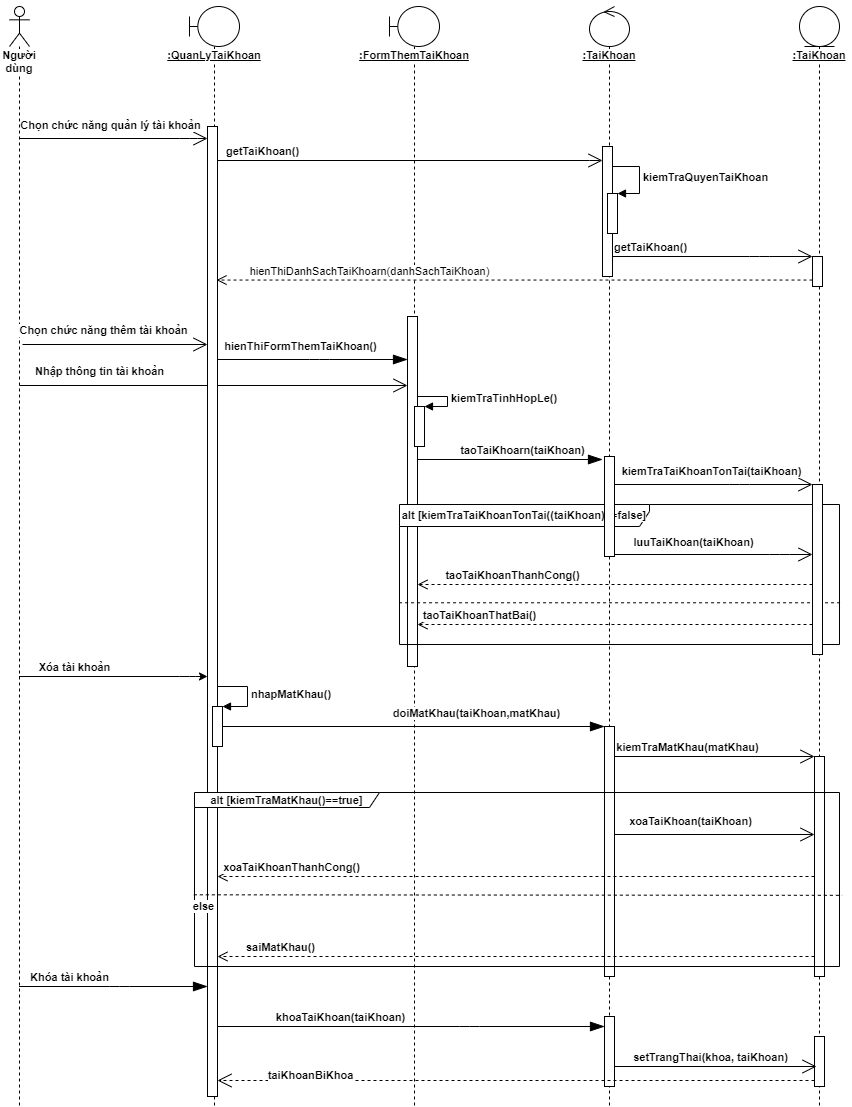 Người
dùng
:QuanLyTaiKhoan
:FormThemTaiKhoan
:TaiKhoan
:TaiKhoan
Chọn chức năng quản lý tài khoản
getTaiKhoan()
kiemTraQuyenTaiKhoan
getTaiKhoan()
hienThiDanhSachTaiKhoarn(danhSachTaiKhoan)
Chọn chức năng thêm tài khoản
hienThiFormThemTaiKhoan()
Nhập thông tin tài khoản
kiemTraTinhHopLe()
taoTaiKhoarn(taiKhoan)
kiemTraTaiKhoanTonTai(taiKhoan)
alt [kiemTraTaiKhoanTonTai((taiKhoan) =false]
luuTaiKhoan(taiKhoan)
taoTaiKhoanThanhCong()
taoTaiKhoanThatBai()
Xóa tài khoản
nhapMatKhau()
doiMatKhau(taiKhoan,matKhau)
kiemTraMatKhau(matKhau)
alt [kiemTraMatKhau()==true]
xoaTaiKhoan(taiKhoan)
xoaTaiKhoanThanhCong()
else
saiMatKhau()
Khóa tài khoản
khoaTaiKhoan(taiKhoan)
setTrangThai(khoa, taiKhoan)
taiKhoanBiKhoa